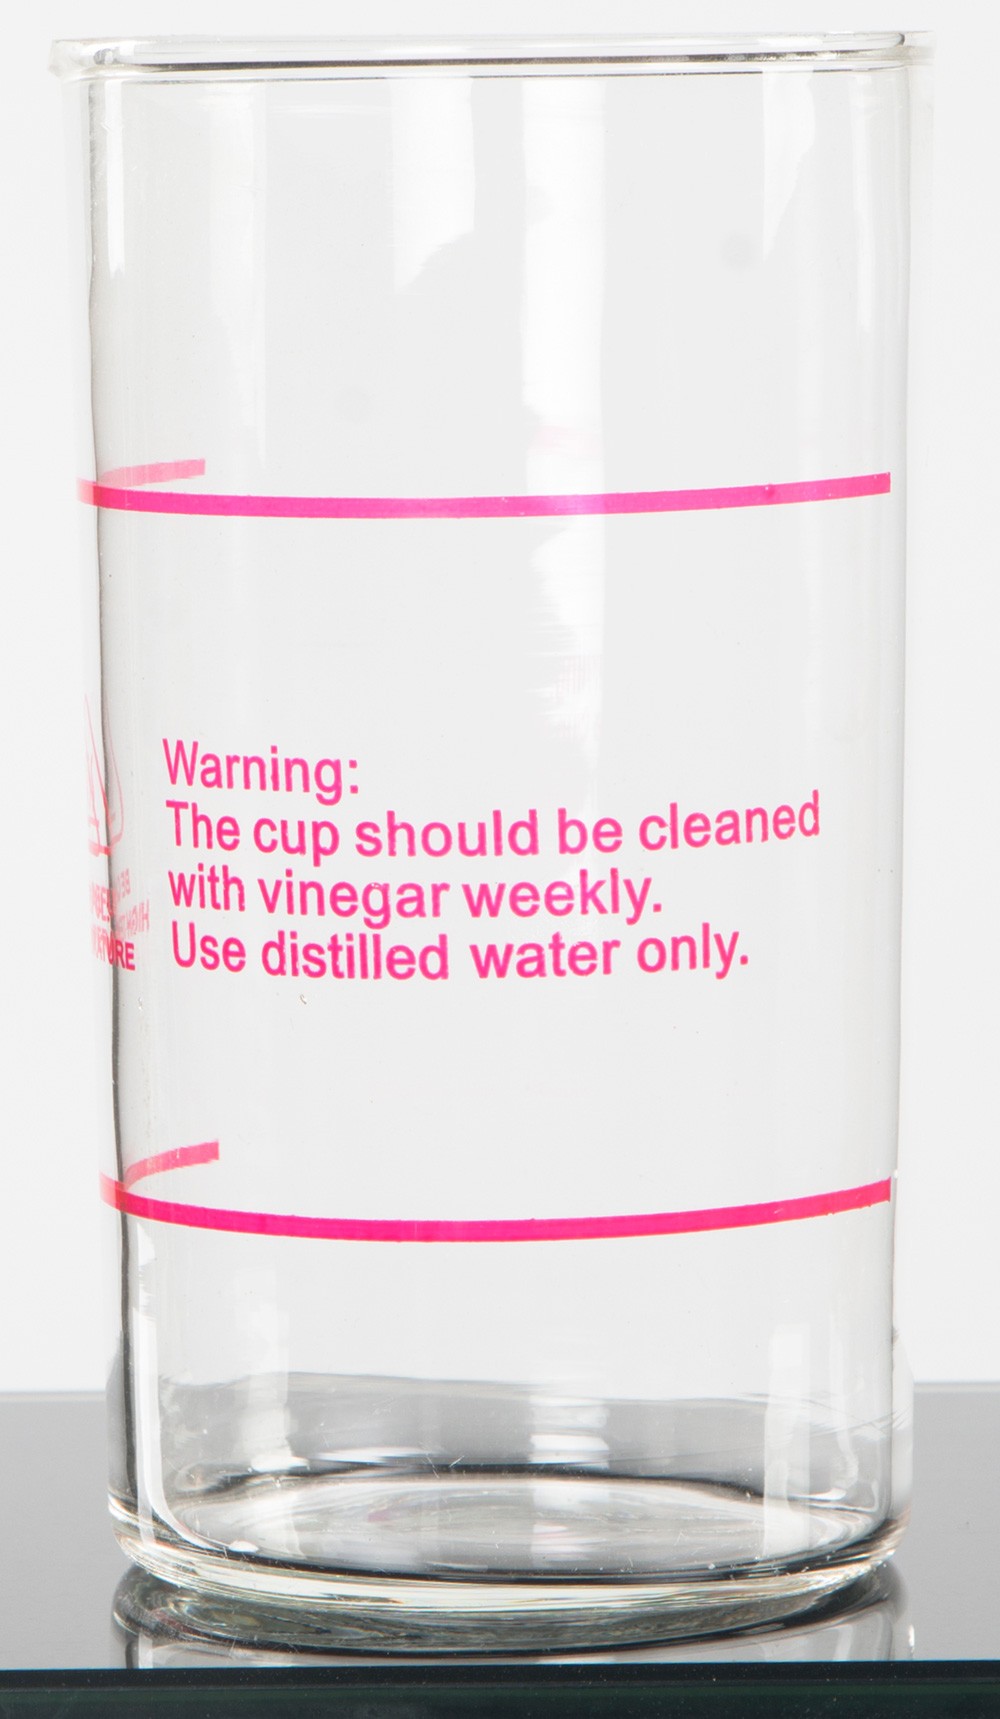 Warning:
The cup should be cleaned
with vinegar weekly.
Use distilled water only.